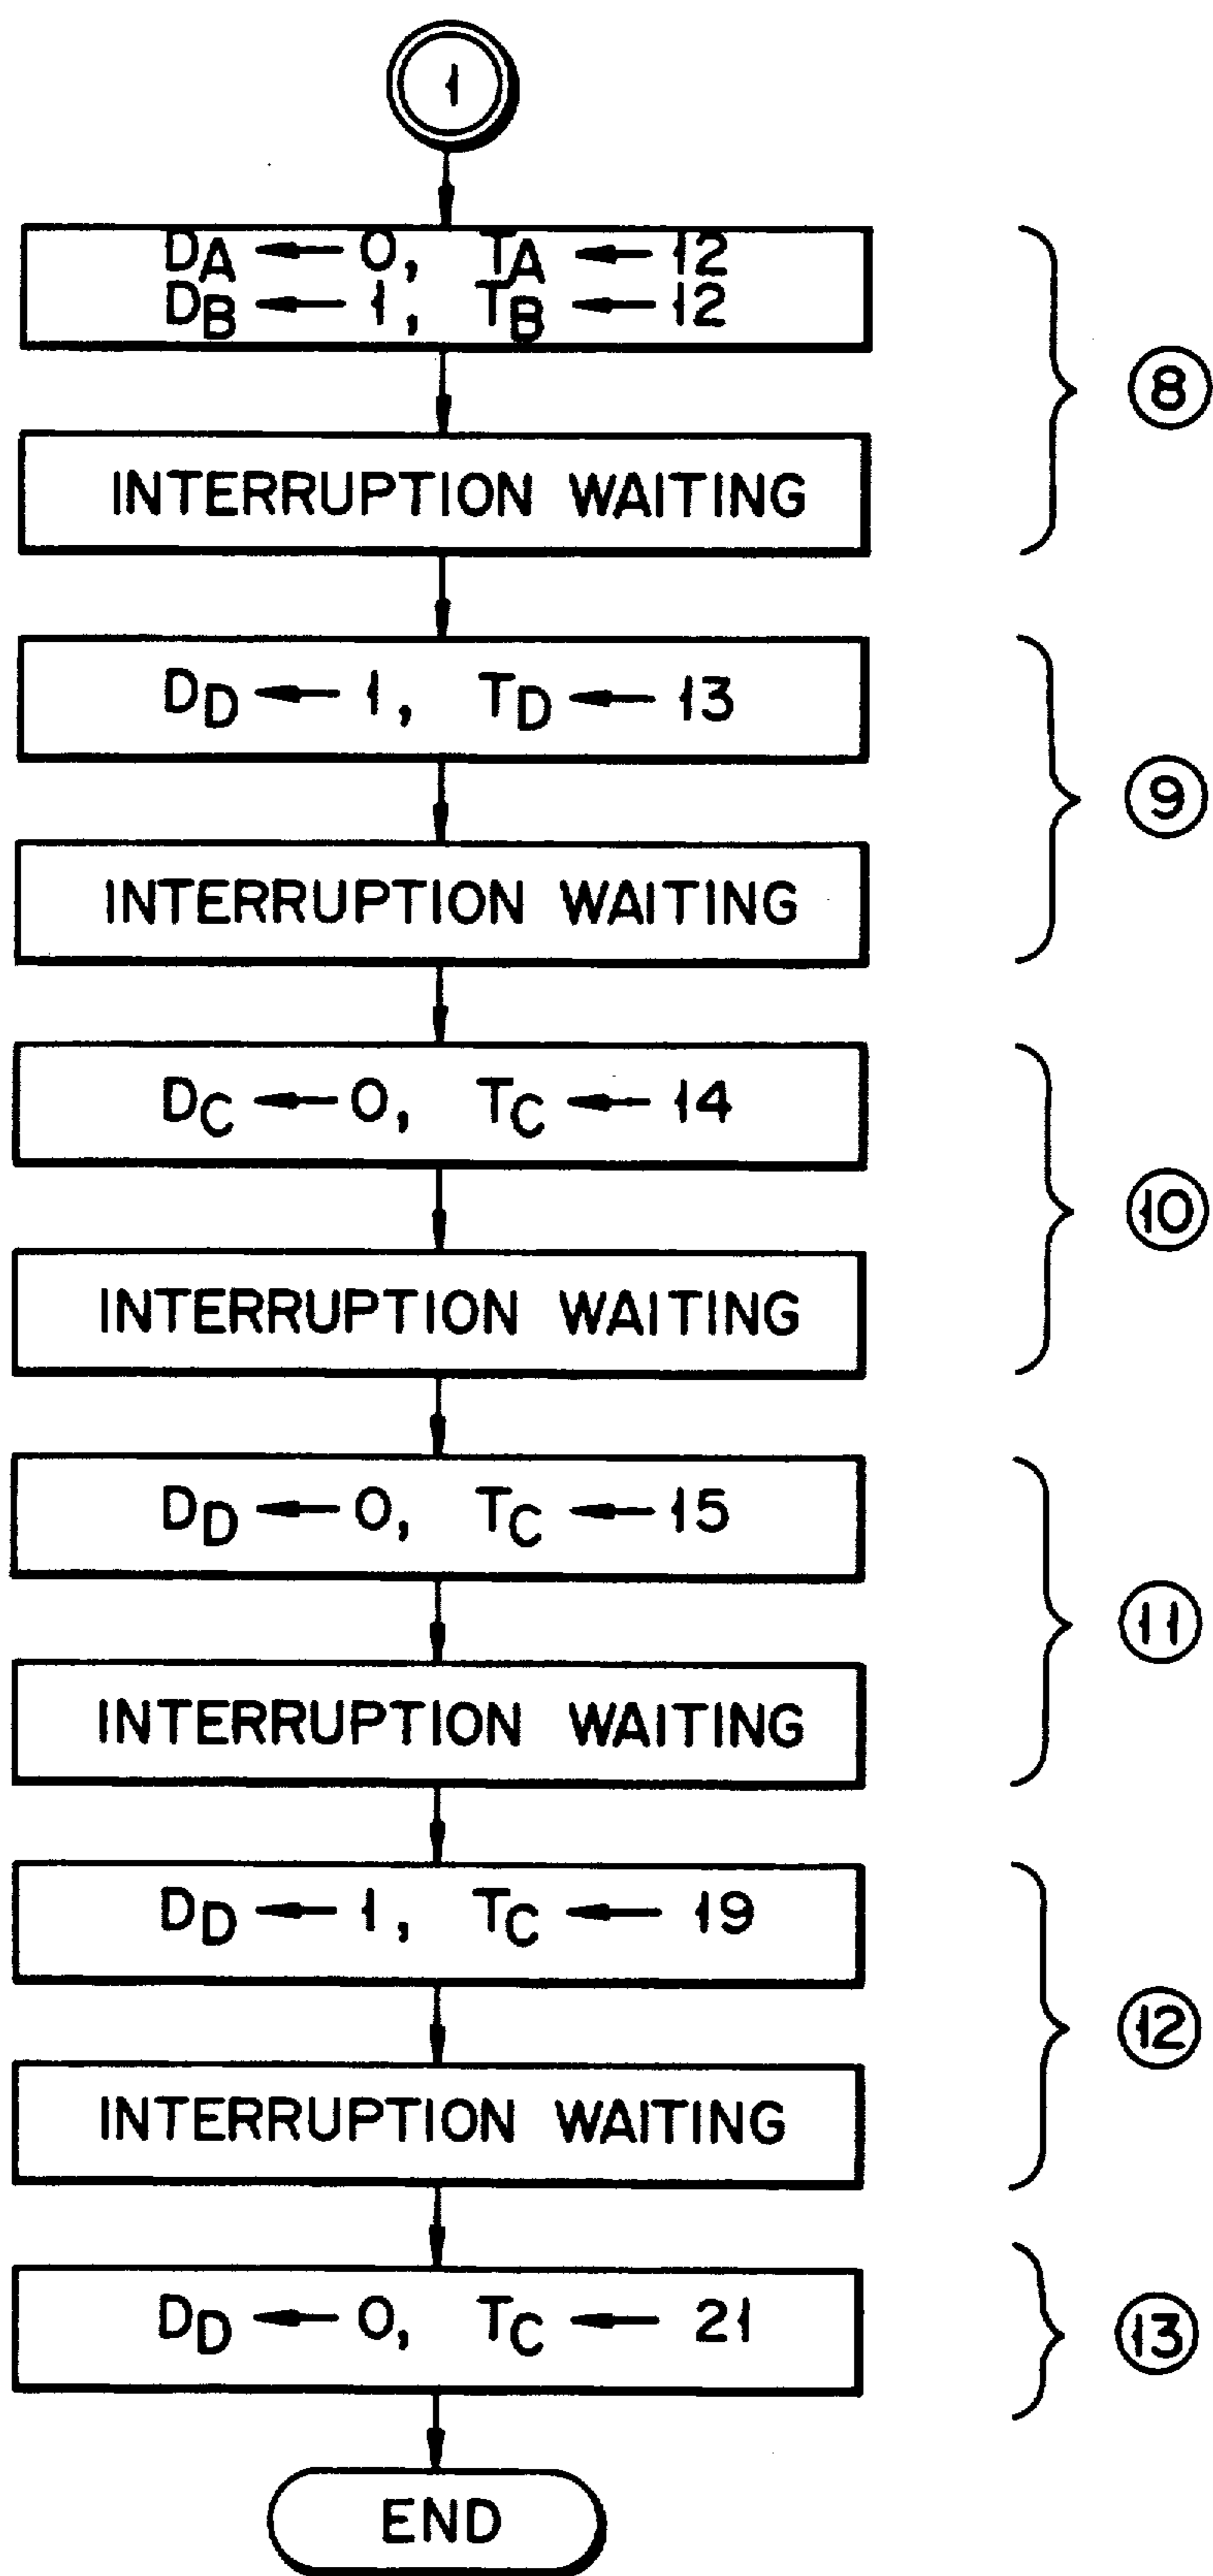 1
DA ← 0, TA ← 12
DB ← 1, TB ← 12
8
INTERRUPTION WAITING
DD ← 1, TD ← 13
9
INTERRUPTION WAITING
DC ← 0, TC ← 14
10
INTERRUPTION WAITING
DD ← 0, TC ← 15
11
INTERRUPTION WAITING
DD ← 1, TC ← 19
12
INTERRUPTION WAITING
DD ← 0, TC ← 21
13
END